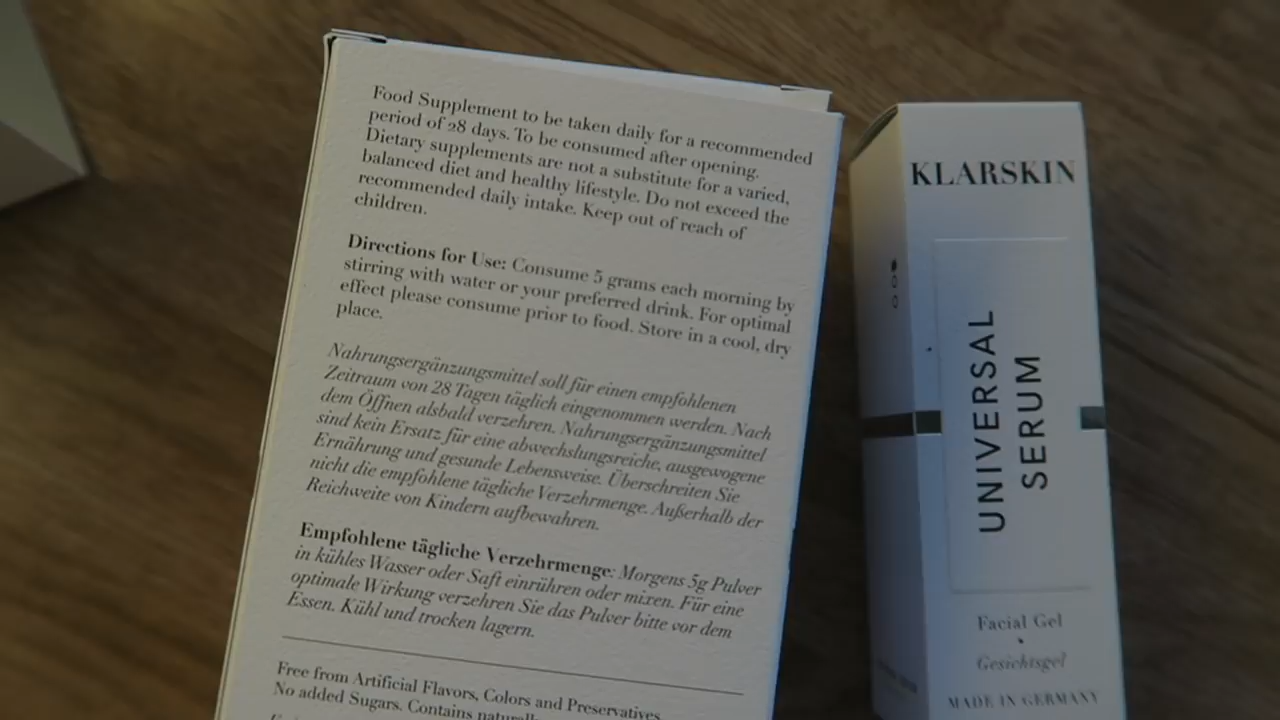 Food Supplement to be taken daily for a recommended
period of 28 days. To be consumed after opening.
Dietary supplements are not a substitute for a varied,
balanced diet and healthy lifestyle. Do not exceed the
recommended daily intake. Keep out of reach of
children.
Directions for Use: Consume 5 grams each morning by
stirring with water or your preferred drink. For optimal
effect please consume prior to food. Store in a cool, dry
place.
Nahrungsergänzungsmittel soll für einen empfohlenen
Zeitraum von 28 Tagen täglich eingenommen werden. Nach
dem Öffnen alsbald verzehren. Nahrungsergänzungsmittel
sind kein Ersatz für eine abwechslungsreiche, ausgewogene
Ernährung und gesunde Lebensweise. Überschreiten Sie
nicht die empfohlene tägliche Verzehrmenge. Außerhalb der
Reichweite von Kindern aufbewahren.
Empfohlene tägliche Verzehrmenge: Morgens 5g Pulver
in kühles Wasser oder Saft einrühren oder mixen. Für eine
optimale Wirkung verzehren Sie das Pulver bitte vor dem
Essen. Kühl und trocken lagern.
Free from Artificial Flavors, Colors and Preservatives
No added Sugars. Contains
KLARSKIN
UNIVERSAL
SERUM
Facial Gel
Gesichtsgel
MADE IN GERMANY